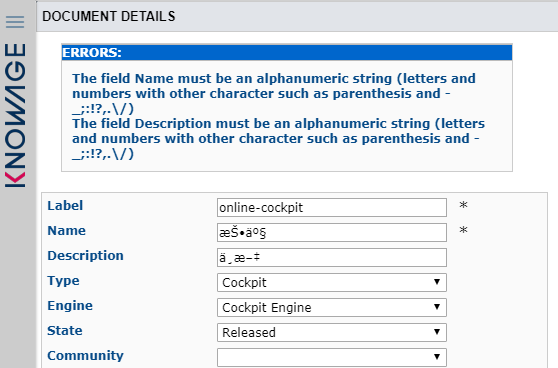 DOCUMENT DETAILS
KNOWAGE
ERRORS:
The field Name must be an alphanumeric string (letters and
numbers with other character such as parenthesis and -
_;:!?,.\/)
The field Description must be an alphanumeric string (letters
and numbers with other character such as parenthesis and -
_;:!?,.\/)
Label online-cockpit *
Name æŠ•äº§ *
Description ä¸æ–‡
Type Cockpit
Engine Cockpit Engine
State Released
Community